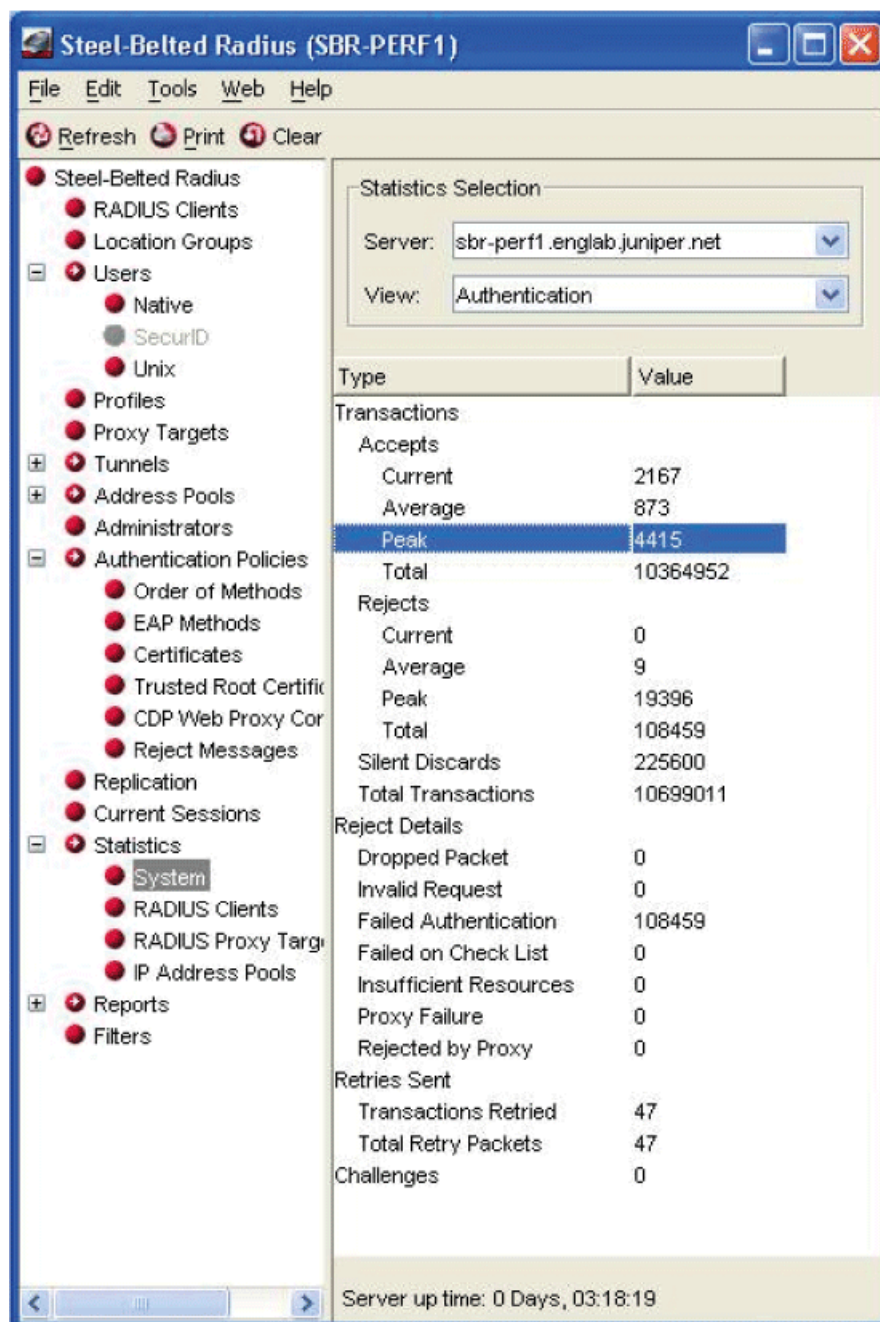 Steel-Belted Radius (SBR-PERF1)
File Edit Tools Web Help
Refresh Print Clear
Steel-Belted Radius
RADIUS Clients
Location Groups
Users
Native
SecurID
Unix
Profiles
Proxy Targets
Tunnels
Address Pools
Administrators
Authentication Policies
Order of Methods
EAP Methods
Certificates
Trusted Root Certific
CDP Web Proxy Cor
Reject Messages
Replication
Current Sessions
Statistics
System
RADIUS Clients
RADIUS Proxy Targ
IP Address Pools
Reports
Filters
Statistics Selection
Server: sbr-perf1.englab.juniper.net
View: Authentication
Type Value
Transactions
Accepts
Current 2167
Average 873
Peak 4415
Total 10364952
Rejects
Current 0
Average 9
Peak 19396
Total 108459
Silent Discards 225600
Total Transactions 10699011
Reject Details
Dropped Packet 0
Invalid Request 0
Failed Authentication 108459
Failed on Check List 0
Insufficient Resources 0
Proxy Failure 0
Rejected by Proxy 0
Retries Sent
Transactions Retried 47
Total Retry Packets 47
Challenges 0
Server up time: 0 Days, 03:18:19